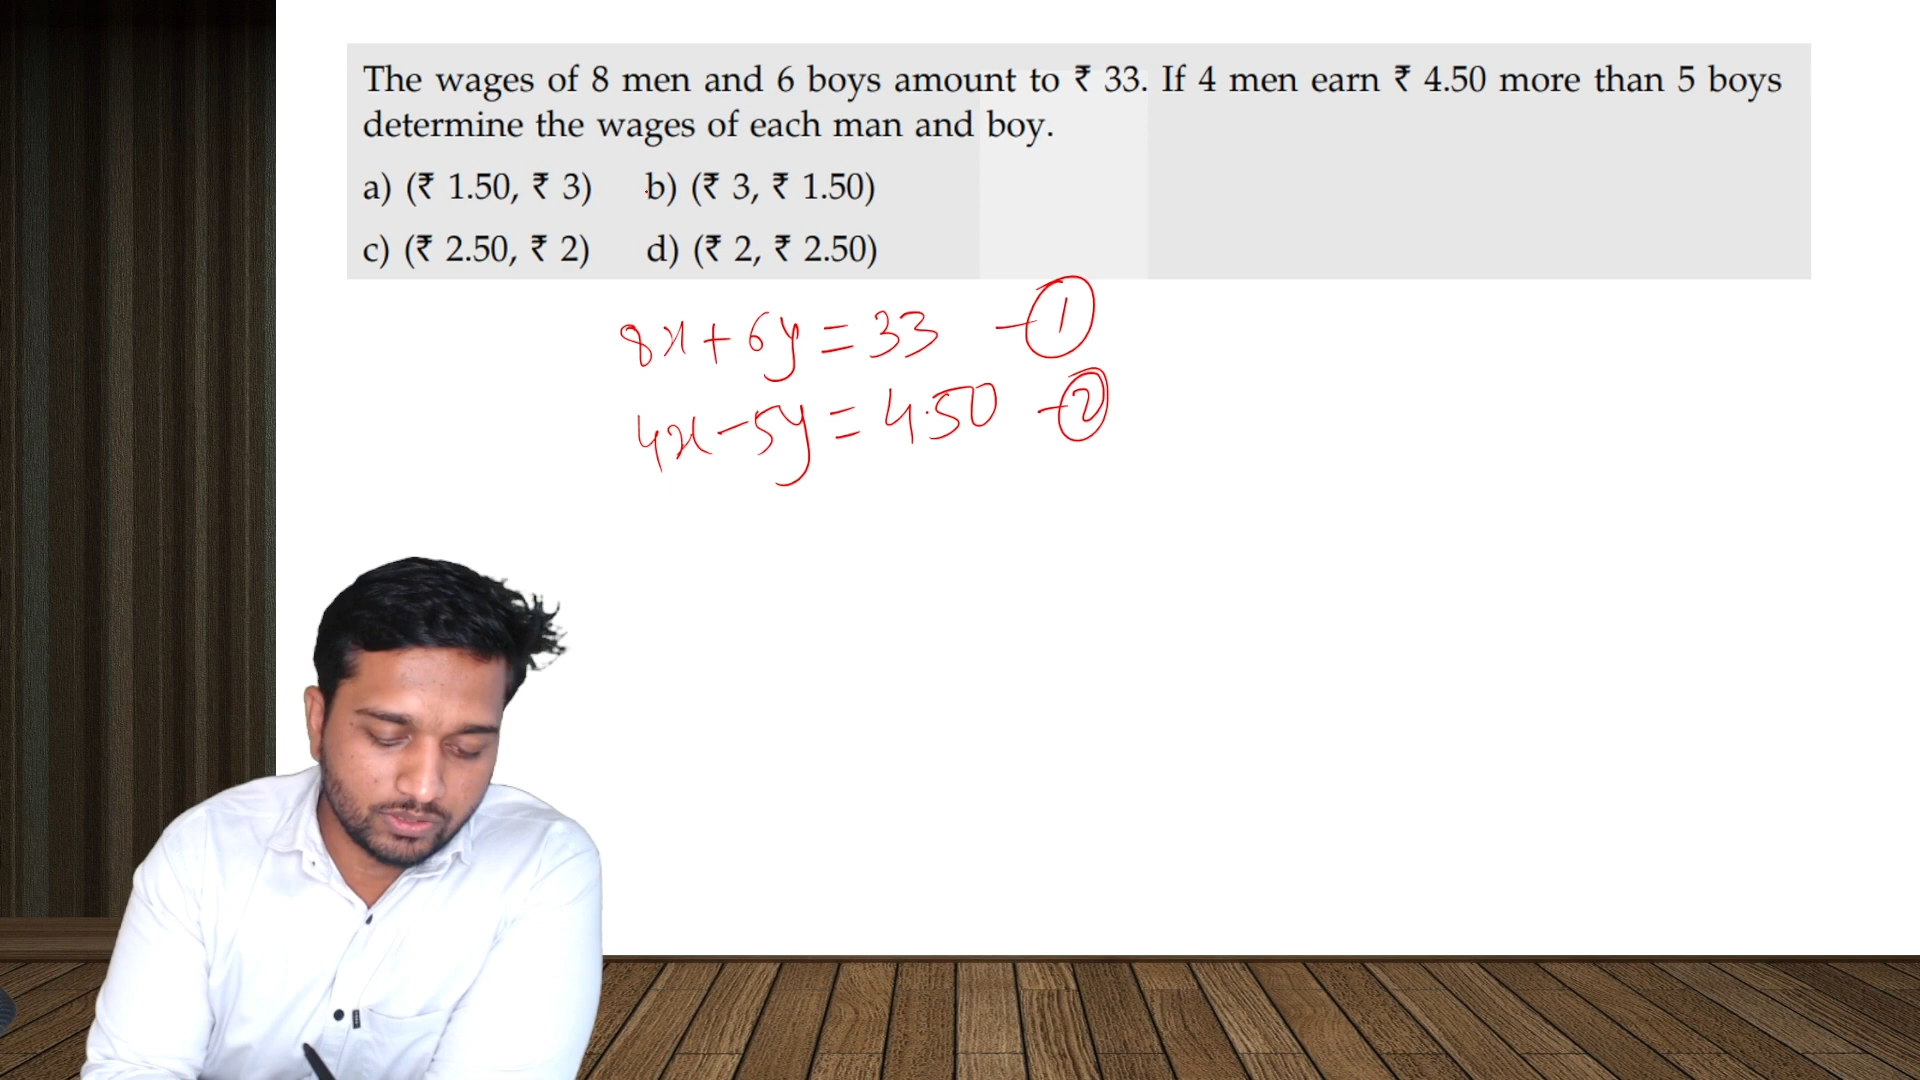 The wages of 8 men and 6 boys amount to ₹ 33. If 4 men earn ₹ 4.50 more than 5 boys
determine the wages of each man and boy.
a) (₹ 1.50, ₹ 3) b) (₹ 3, ₹ 1.50)
c) (₹ 2.50, ₹ 2) d) (₹ 2, ₹ 2.50)
8x+6y=33 -①
4x-5y=4.50 -②